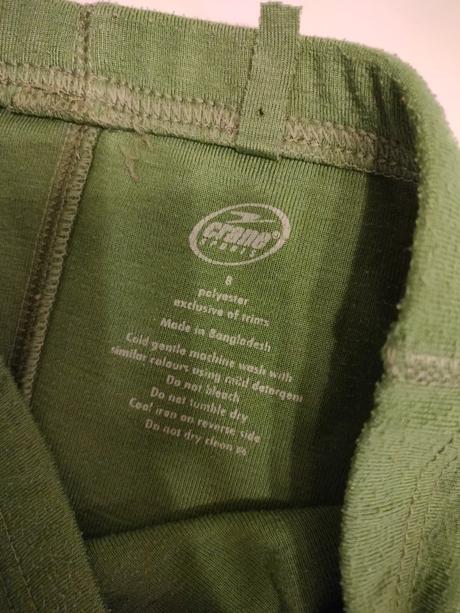 crane®
SPORTS
8
polyester
exclusive of trims
Made in Bangladesh
Cold gentle machine wash with
similar colours using mild detergent
Do not bleach
Do not tumble dry
Cool iron on reverse side
Do not dry clean